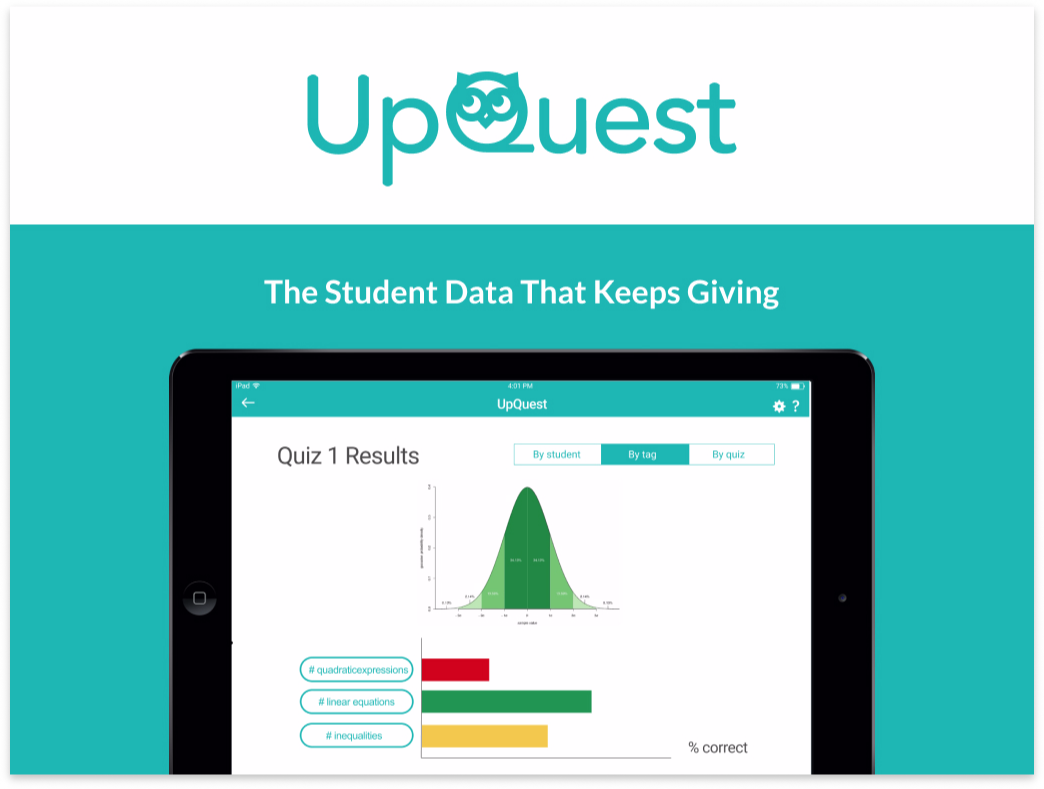 UpQuest
The Student Data That Keeps Giving
iPad
4:01 PM
73%
UpQuest
?
Quiz 1 Results
By student
By tag
By quiz
# quadraticexpressions
# linear equations
# inequalities
% correct